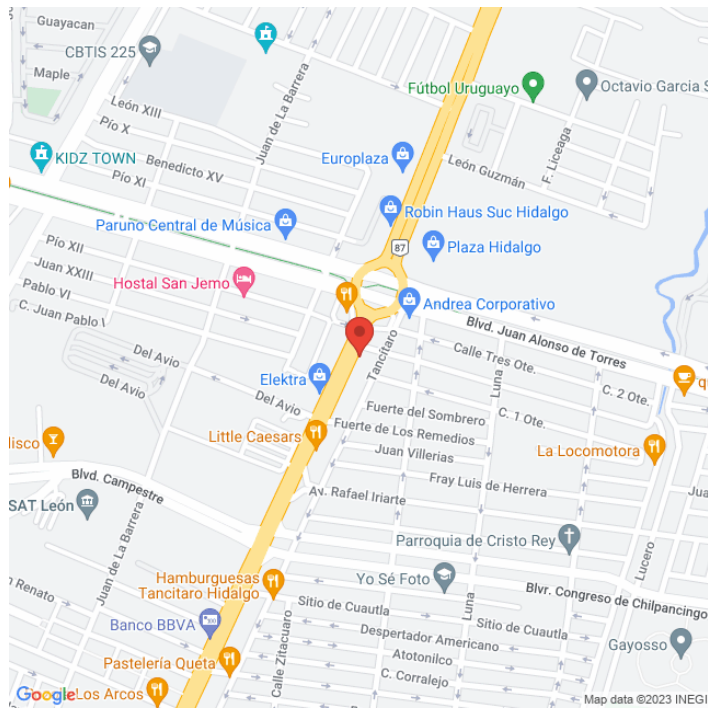 Guayacan
CBTIS 225
Maple
Fútbol Uruguayo
Octavio Garcia S
León XIII
Juan de La Barrera
Pío X
KIDZ TOWN
Benedicto XV
Europlaza
León Guzmán
F. Liceaga
Pío XI
Robin Haus Suc Hidalgo
Paruno Central de Música
87
Plaza Hidalgo
Pío XII
Juan XXIII
Hostal San Jemo
Pablo VI
Andrea Corporativo
C. Juan Pablo I
Blvd. Juan Alonso de Torres
Tancítaro
Calle Tres Ote.
Del Avio
Luna
Elektra
Del Avio
C. 2 Ote.
q
Del Avio
Fuerte del Sombrero
C. 1 Ote.
Little Caesars
Fuerte de Los Remedios
disco
Juan Villerias
La Locomotora
Blvd. Campestre
Fray Luis de Herrera
Jua
SAT León
Av. Rafael Iriarte
Juan de La Barrera
Parroquia de Cristo Rey
Lucero
Hamburguesas
Tancitaro Hidalgo
Yo Sé Foto
n Renato
Luna
Blvr. Congreso de Chilpancingo
Sitio de Cuautla
Banco BBVA
Sitio de Cuautla
Calle Zitácuaro
Despertador Americano
Gayosso
Atotonilco
Pastelería Queta
C. Corralejo
Google
Los Arcos
Map data ©2023 INEGI